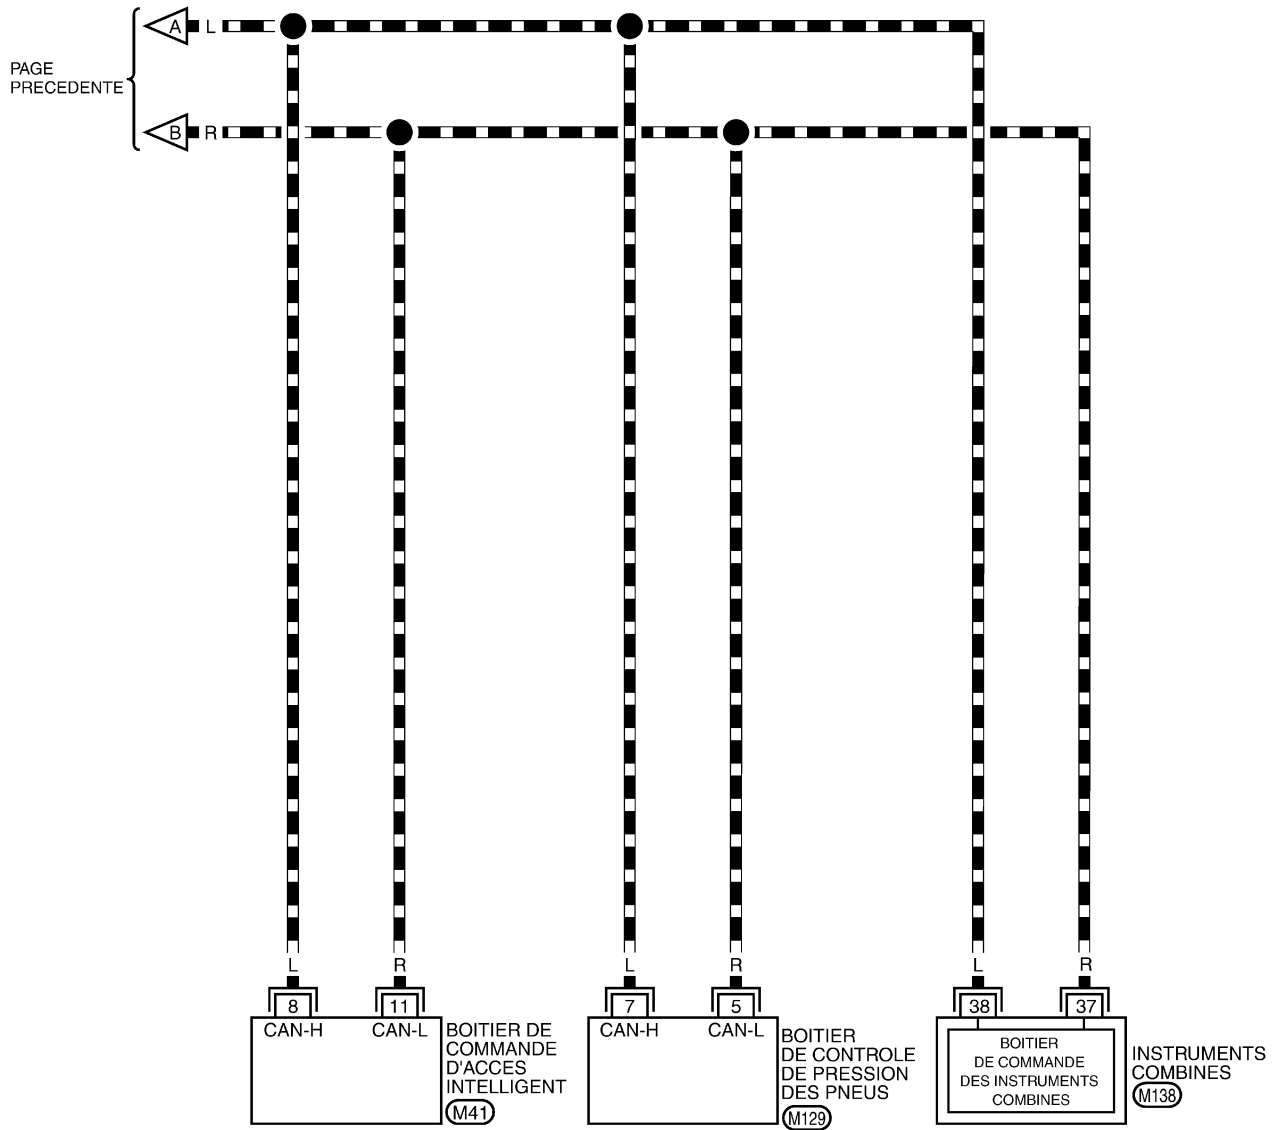 A L
PAGE
PRECEDENTE
B R
L R L R L R
8 11 7 5 38 37
CAN-H CAN-L
BOITIER DE
COMMANDE
D'ACCES
INTELLIGENT
M41
CAN-H CAN-L
BOITIER
DE CONTROLE
DE PRESSION
DES PNEUS
M129
BOITIER
DE COMMANDE
DES INSTRUMENTS
COMBINES
INSTRUMENTS
COMBINES
M138